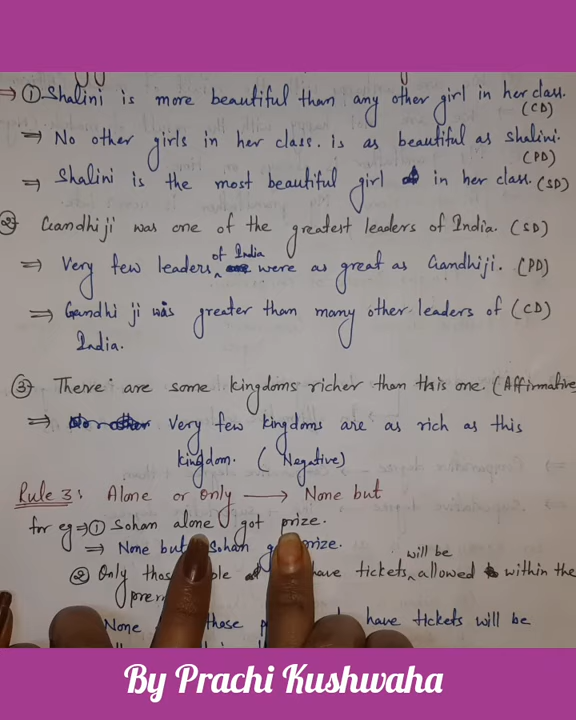 ⇒ ① Shalini is more beautiful than any other girl in her class.
(CD)
⇒ No other girls in her class. is as beautiful as shalini.
(PD)
⇒ Shalini is the most beautiful girl in her class. (SD)
② Gandhiji was one of the greatest leaders of India. (SD)
⇒ Very few leaders of India were as great as Gandhiji. (PD)
⇒ Gandhi ji was greater than many other leaders of (CD)
India.
③ There are some kingdoms richer than this one. (Affirmative
⇒ Very few kingdoms are as rich as this
kingdom. (Negative)
Rule 3: Alone or only → None but
for eg ⇒ ① Sohan alone got prize.
⇒ None but Sohan prize.
② Only have tickets will be allowed within the
None those have tickets will be
By Prachi Kushwaha